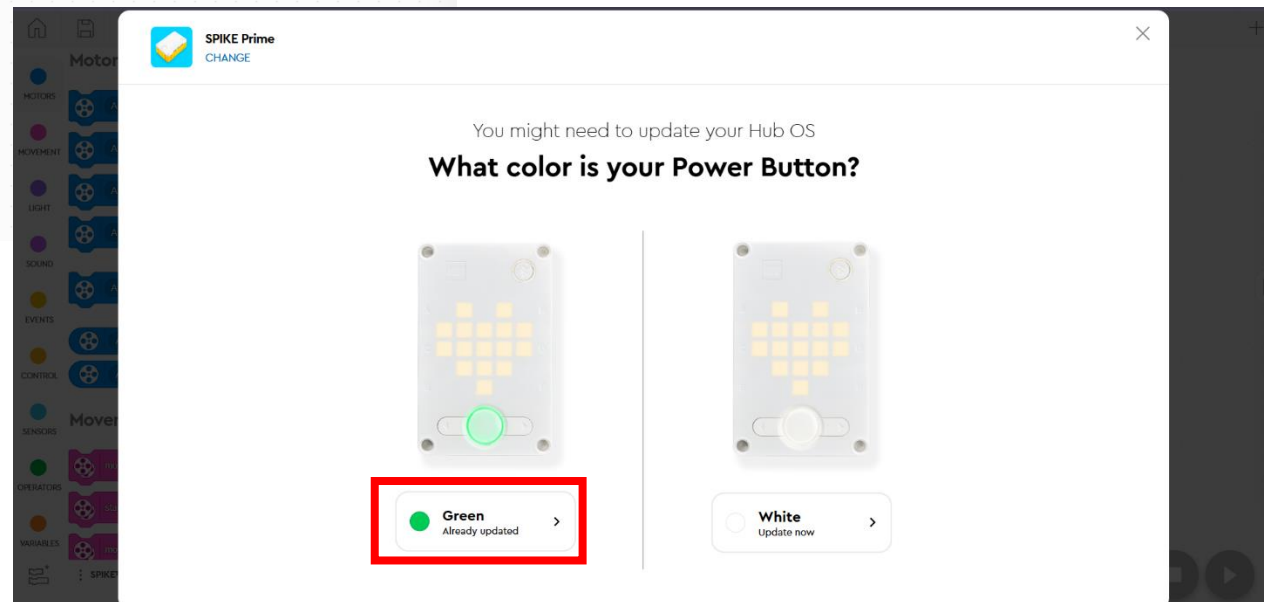 SPIKE Prime
CHANGE
You might need to update your Hub OS
What color is your Power Button?
Green
Already updated
White
Update now
Motor
MOTORS
MOVEMENT
LIGHT
SOUND
EVENTS
CONTROL
SENSORS
Mover
OPERATORS
VARIABLES
SPIKE